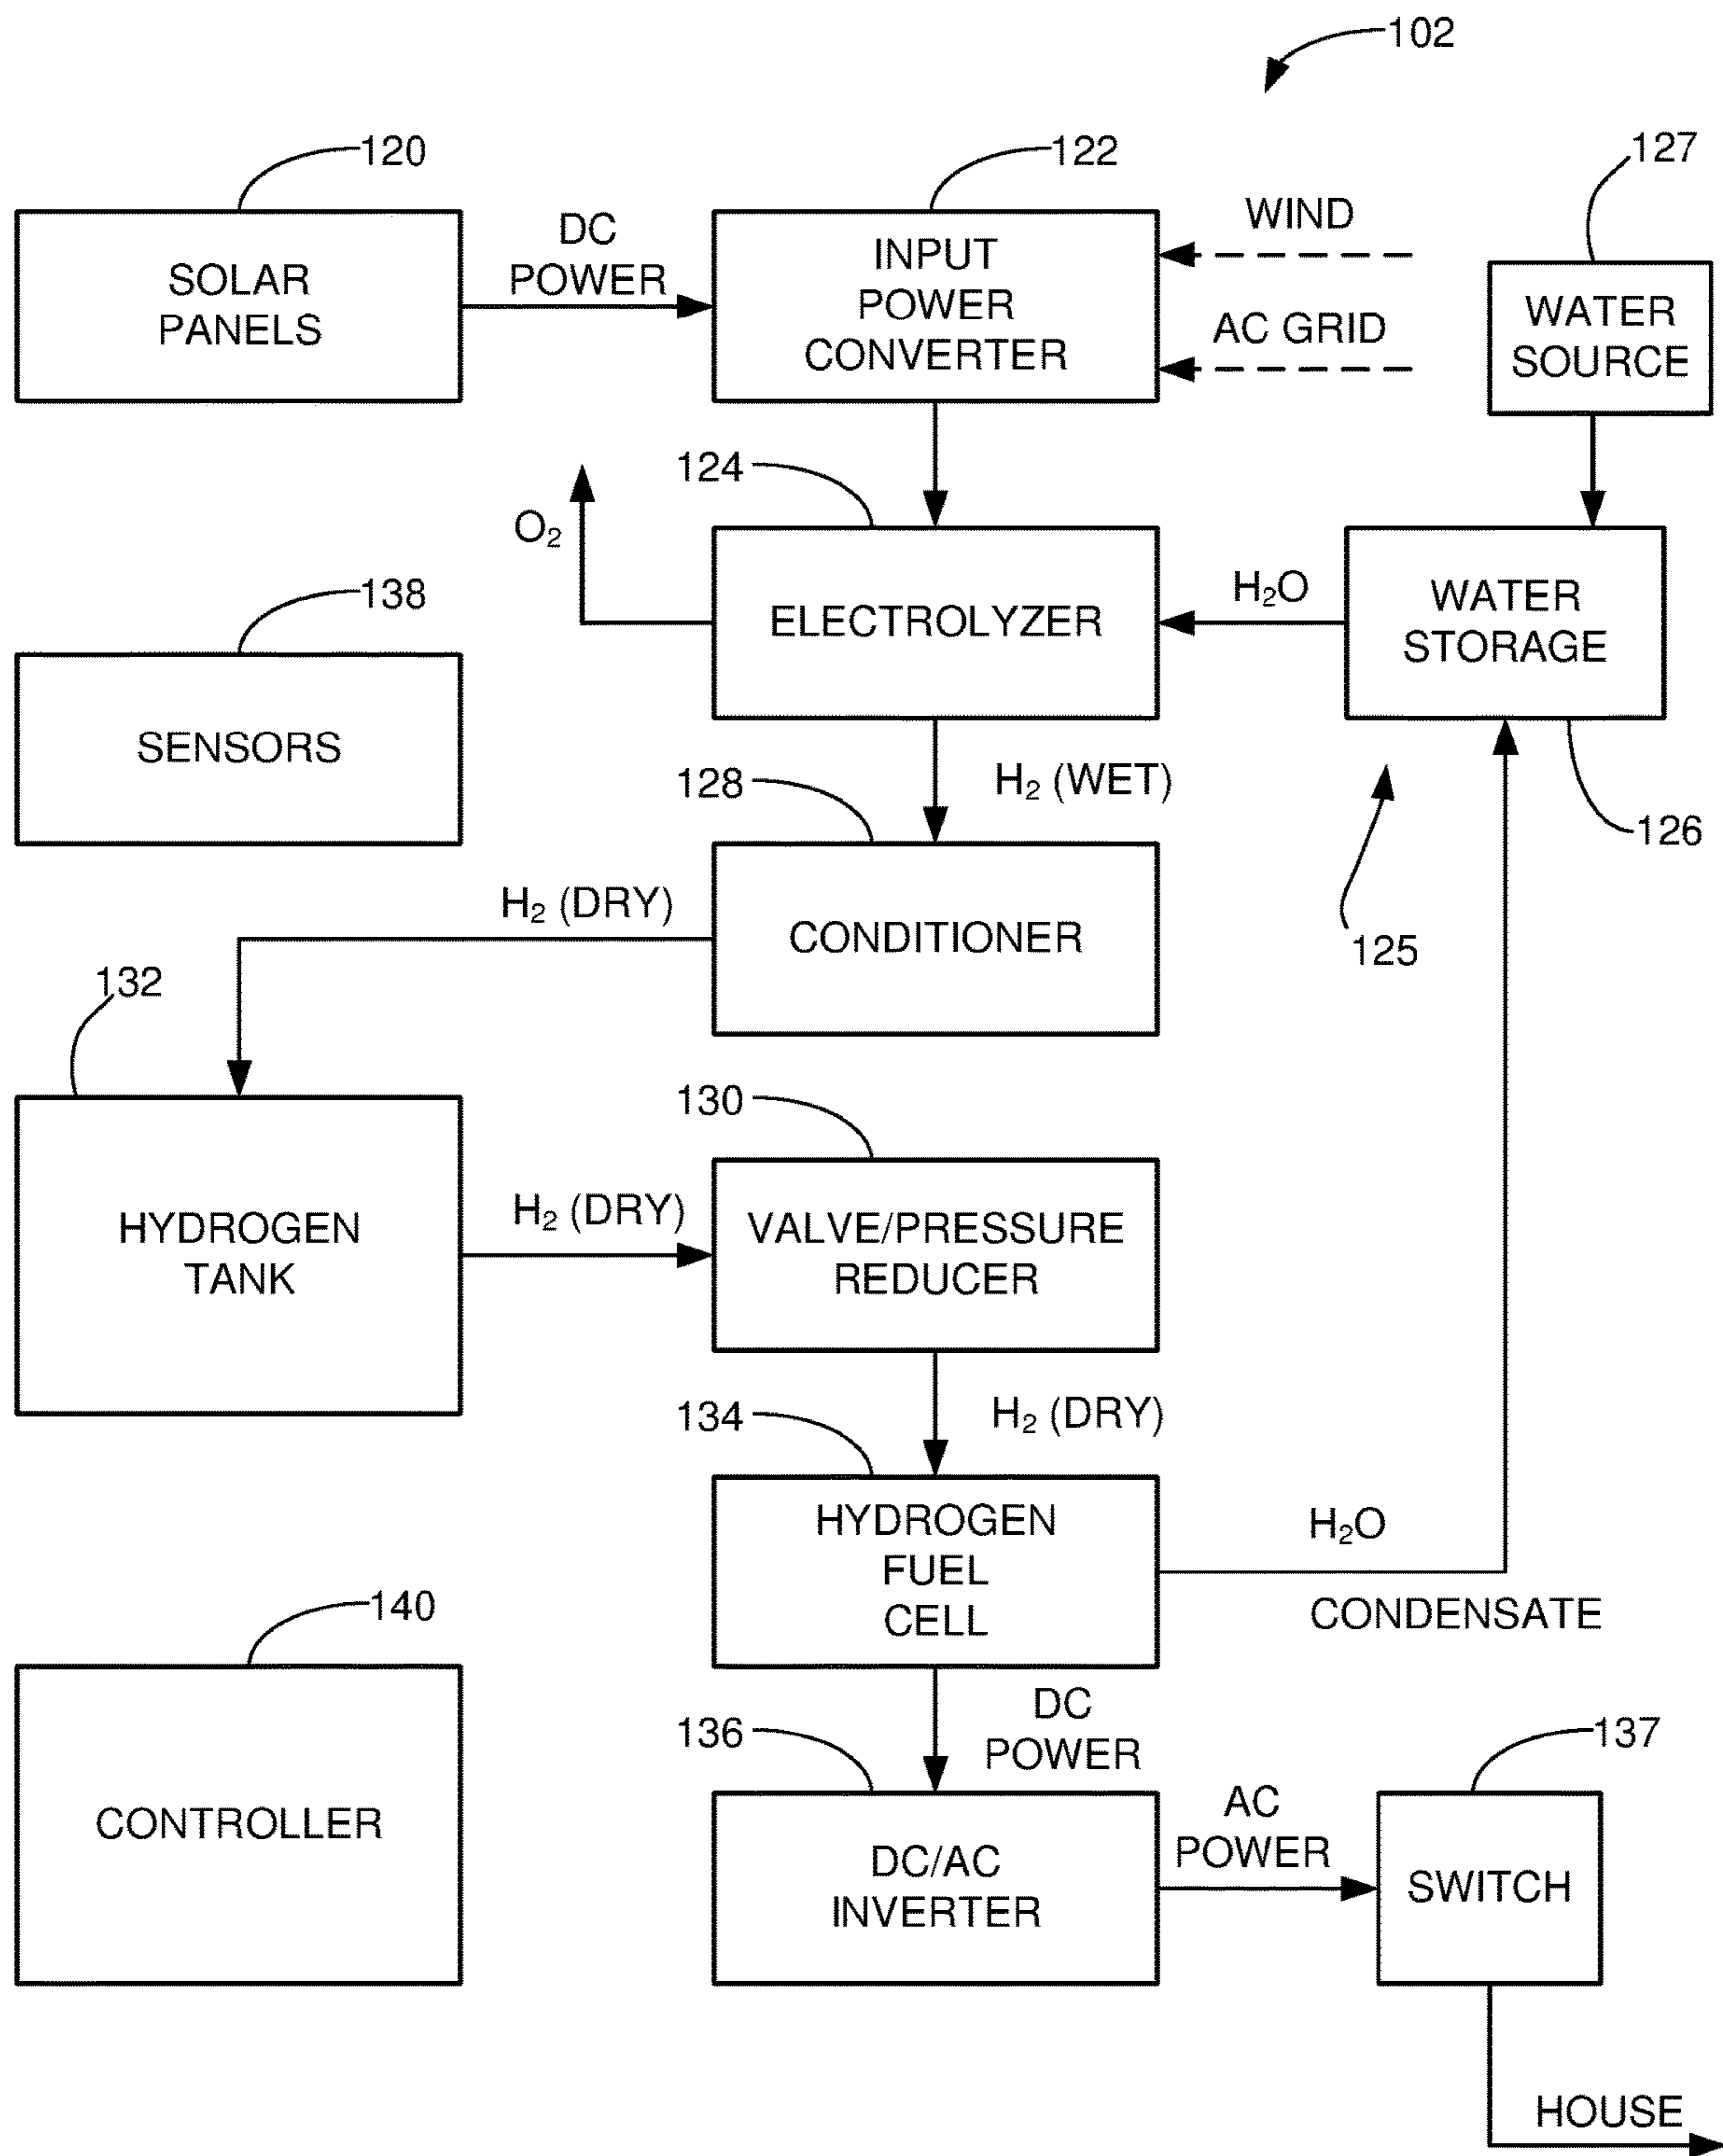 102
120
122
127
DC
POWER
WIND
SOLAR
PANELS
INPUT
POWER
CONVERTER
AC GRID
WATER
SOURCE
124
O₂
138
ELECTROLYZER
H₂O
WATER
STORAGE
SENSORS
128
H₂ (WET)
126
H₂ (DRY)
CONDITIONER
125
132
130
HYDROGEN
TANK
H₂ (DRY)
VALVE/PRESSURE
REDUCER
134
H₂ (DRY)
HYDROGEN
FUEL
CELL
H₂O
CONDENSATE
140
136
DC
POWER
137
CONTROLLER
DC/AC
INVERTER
AC
POWER
SWITCH
HOUSE